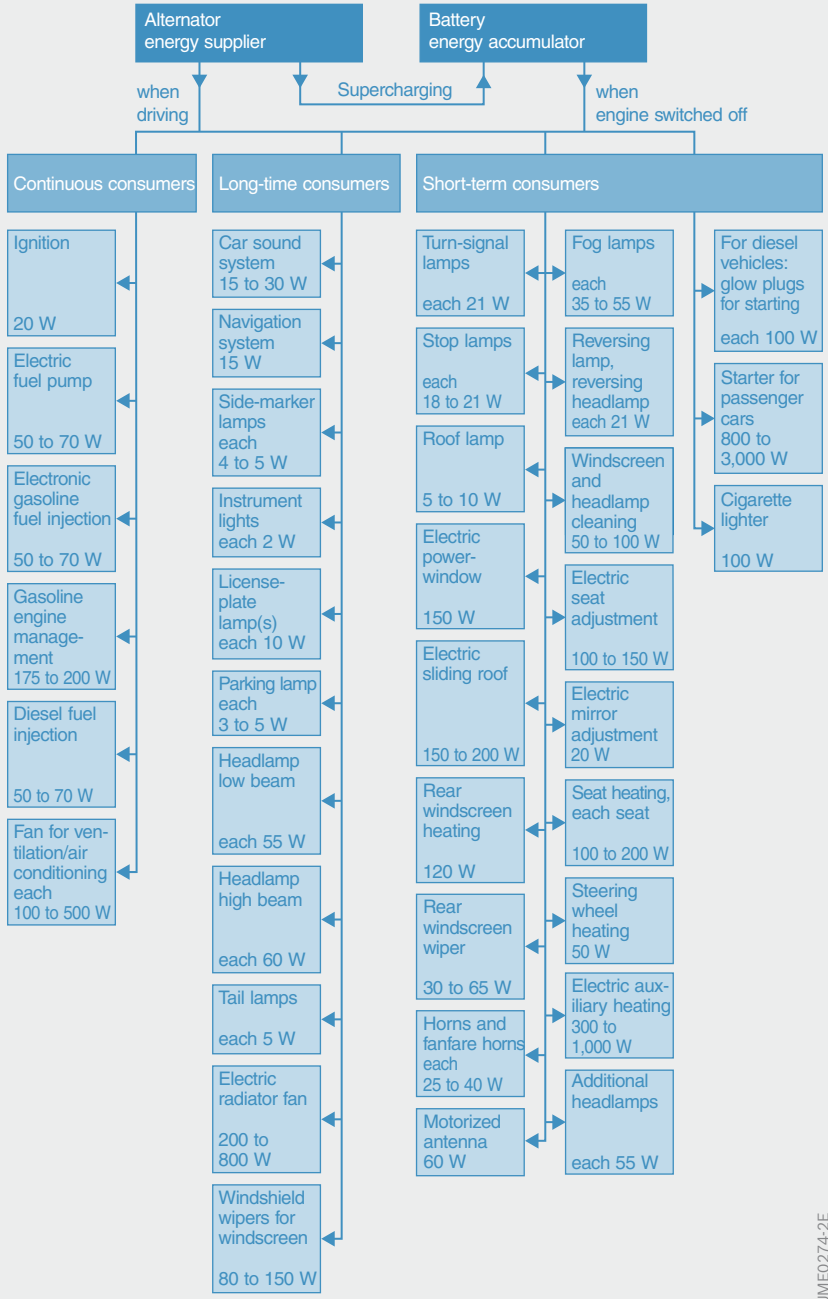 Alternator
energy supplier
Battery
energy accumulator
when
driving
Supercharging
when
engine switched off
Continuous consumers
Long-time consumers
Short-term consumers
Ignition
20 W
Electric
fuel pump
50 to 70 W
Electronic
gasoline
fuel injection
50 to 70 W
Gasoline
engine
manage-
ment
175 to 200 W
Diesel fuel
injection
50 to 70 W
Fan for ven-
tilation/air
conditioning
each
100 to 500 W
Car sound
system
15 to 30 W
Navigation
system
15 W
Side-marker
lamps
each
4 to 5 W
Instrument
lights
each 2 W
License-
plate
lamp(s)
each 10 W
Parking lamp
each
3 to 5 W
Headlamp
low beam
each 55 W
Headlamp
high beam
each 60 W
Tail lamps
each 5 W
Electric
radiator fan
200 to
800 W
Windshield
wipers for
windscreen
80 to 150 W
Turn-signal
lamps
each 21 W
Stop lamps
each
18 to 21 W
Roof lamp
5 to 10 W
Electric
power-
window
150 W
Electric
sliding roof
150 to 200 W
Rear
windscreen
heating
120 W
Rear
windscreen
wiper
30 to 65 W
Horns and
fanfare horns
each
25 to 40 W
Motorized
antenna
60 W
Fog lamps
each
35 to 55 W
Reversing
lamp,
reversing
headlamp
each 21 W
Windscreen
and
headlamp
cleaning
50 to 100 W
Electric
seat
adjustment
100 to 150 W
Electric
mirror
adjustment
20 W
Seat heating,
each seat
100 to 200 W
Steering
wheel
heating
50 W
Electric aux-
iliary heating
300 to
1,000 W
Additional
headlamps
each 55 W
For diesel
vehicles:
glow plugs
for starting
each 100 W
Starter for
passenger
cars
800 to
3,000 W
Cigarette
lighter
100 W
UME0274-2E